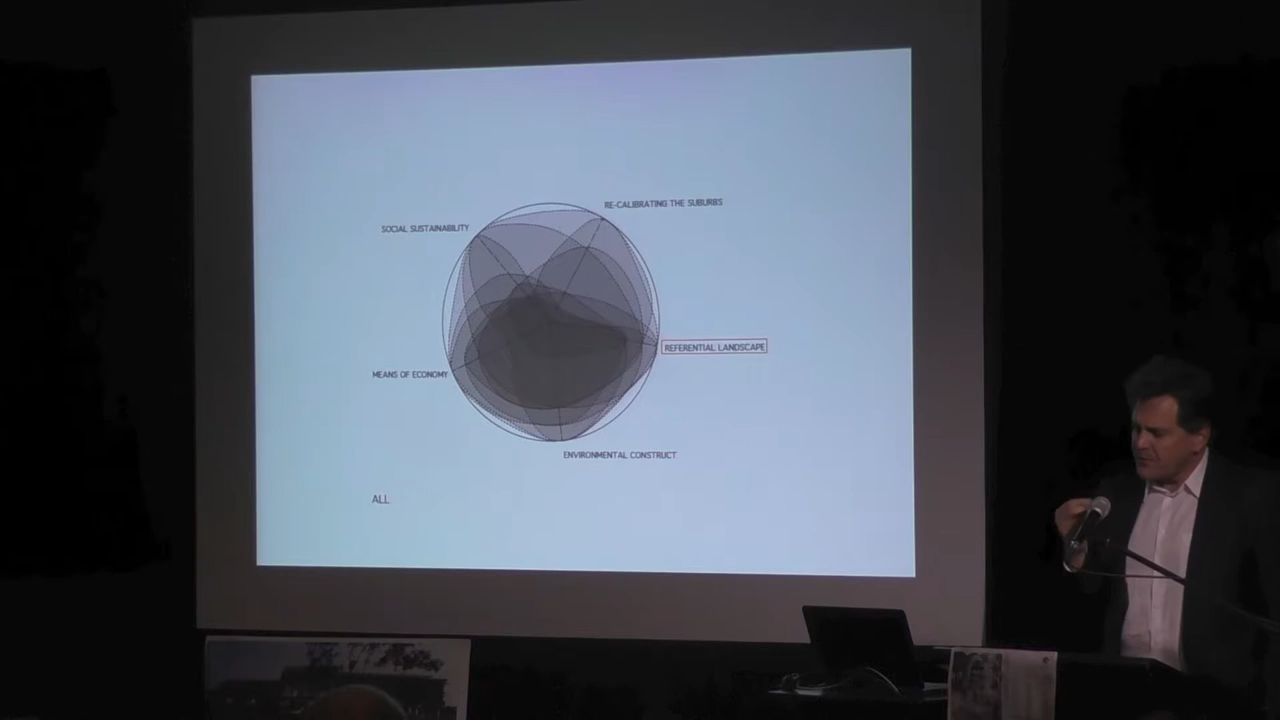 RE-CALIBRATING THE SUBURBS
SOCIAL SUSTAINABILITY
REFERENTIAL LANDSCAPE
MEANS OF ECONOMY
ENVIRONMENTAL CONSTRUCT
ALL